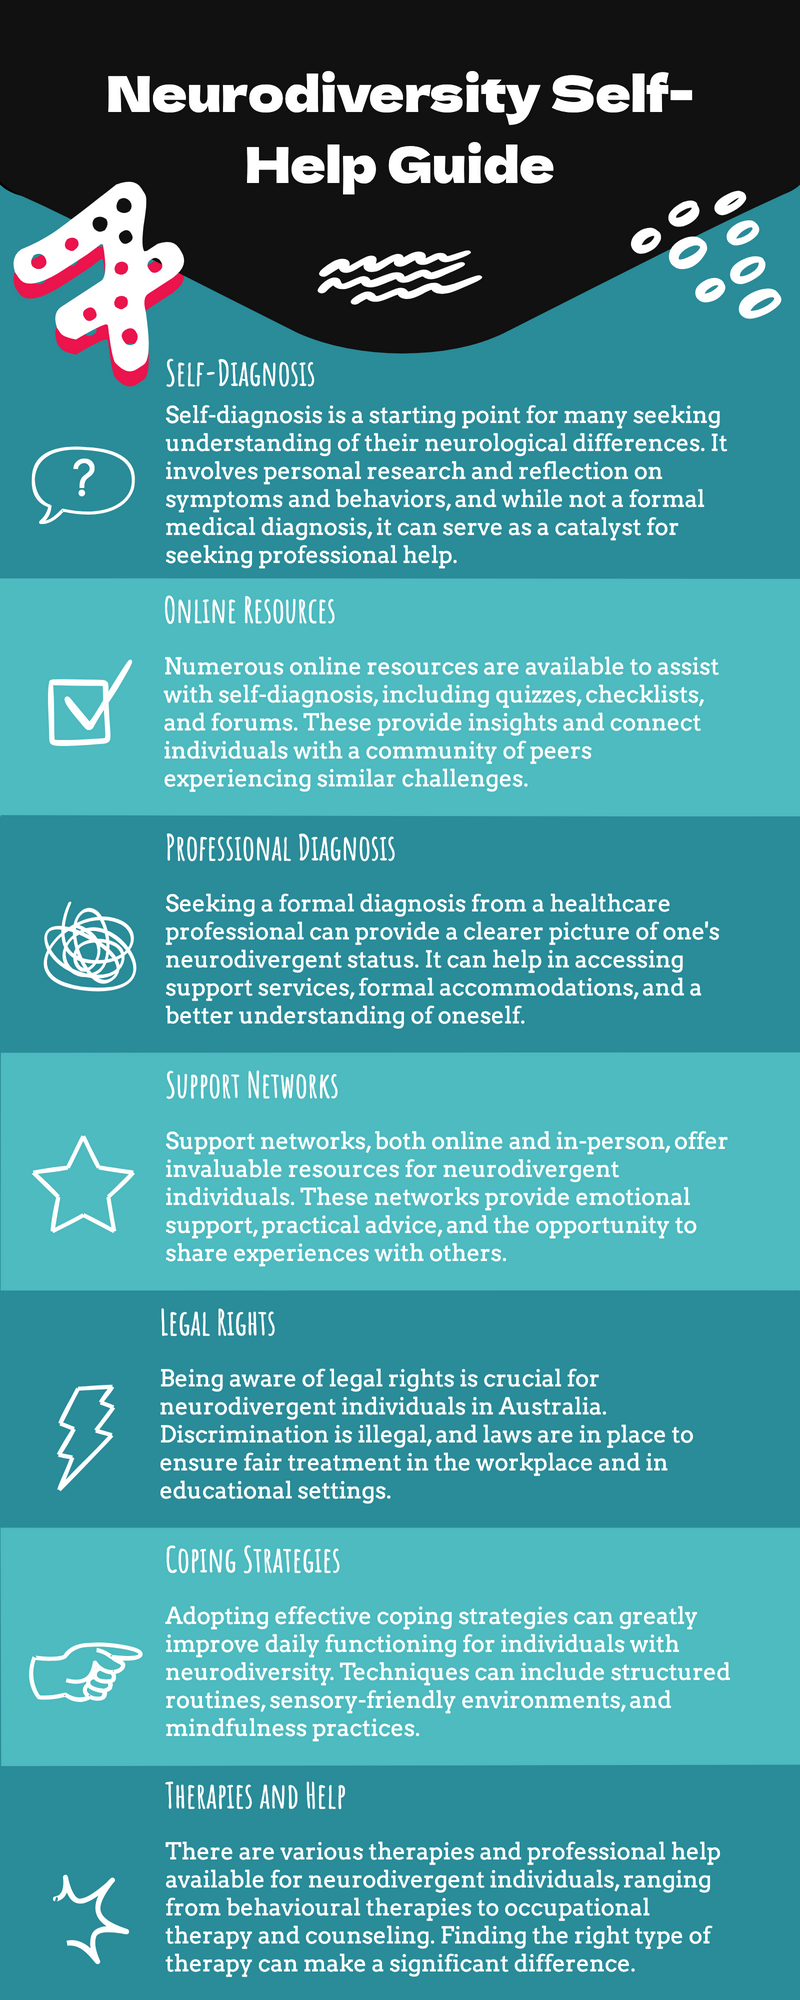 Neurodiversity Self-
Help Guide
Self-Diagnosis
Self-diagnosis is a starting point for many seeking
understanding of their neurological differences. It
involves personal research and reflection on
symptoms and behaviors, and while not a formal
medical diagnosis, it can serve as a catalyst for
seeking professional help.
?
Online Resources
Numerous online resources are available to assist
with self-diagnosis, including quizzes, checklists,
and forums. These provide insights and connect
individuals with a community of peers
experiencing similar challenges.
Professional Diagnosis
Seeking a formal diagnosis from a healthcare
professional can provide a clearer picture of one's
neurodivergent status. It can help in accessing
support services, formal accommodations, and a
better understanding of oneself.
Support Networks
Support networks, both online and in-person, offer
invaluable resources for neurodivergent
individuals. These networks provide emotional
support, practical advice, and the opportunity to
share experiences with others.
Legal Rights
Being aware of legal rights is crucial for
neurodivergent individuals in Australia.
Discrimination is illegal, and laws are in place to
ensure fair treatment in the workplace and in
educational settings.
Coping Strategies
Adopting effective coping strategies can greatly
improve daily functioning for individuals with
neurodiversity. Techniques can include structured
routines, sensory-friendly environments, and
mindfulness practices.
Therapies and Help
There are various therapies and professional help
available for neurodivergent individuals, ranging
from behavioural therapies to occupational
therapy and counseling. Finding the right type of
therapy can make a significant difference.